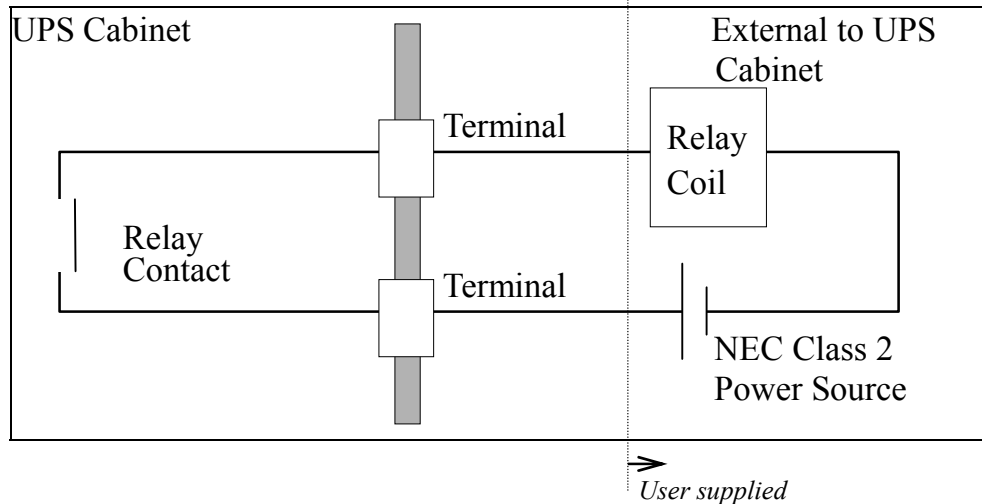 UPS Cabinet
External to UPS
Cabinet
Terminal
Relay
Coil
Relay
Contact
Terminal
NEC Class 2
Power Source
User supplied